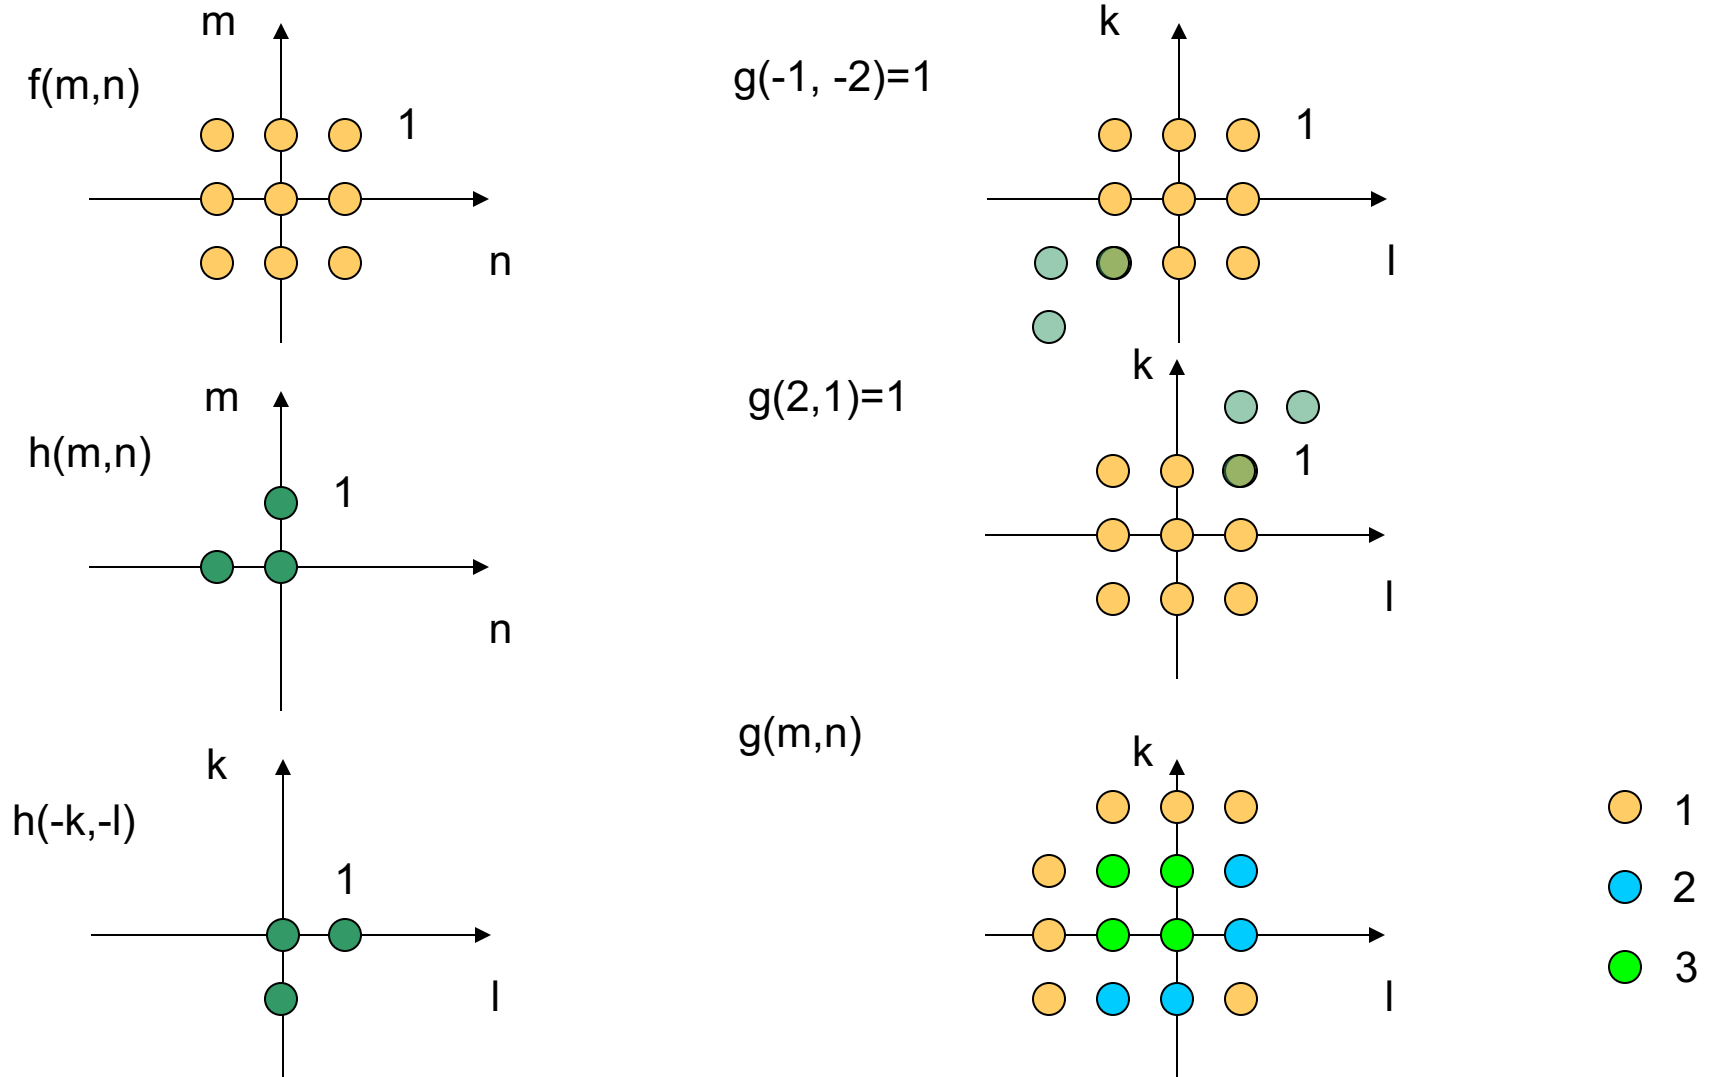 m
f(m,n)
1
n
m
h(m,n)
1
n
k
h(-k,-l)
1
l
k
g(-1, -2)=1
1
l
k
g(2,1)=1
1
l
g(m,n)
k
l
1
2
3